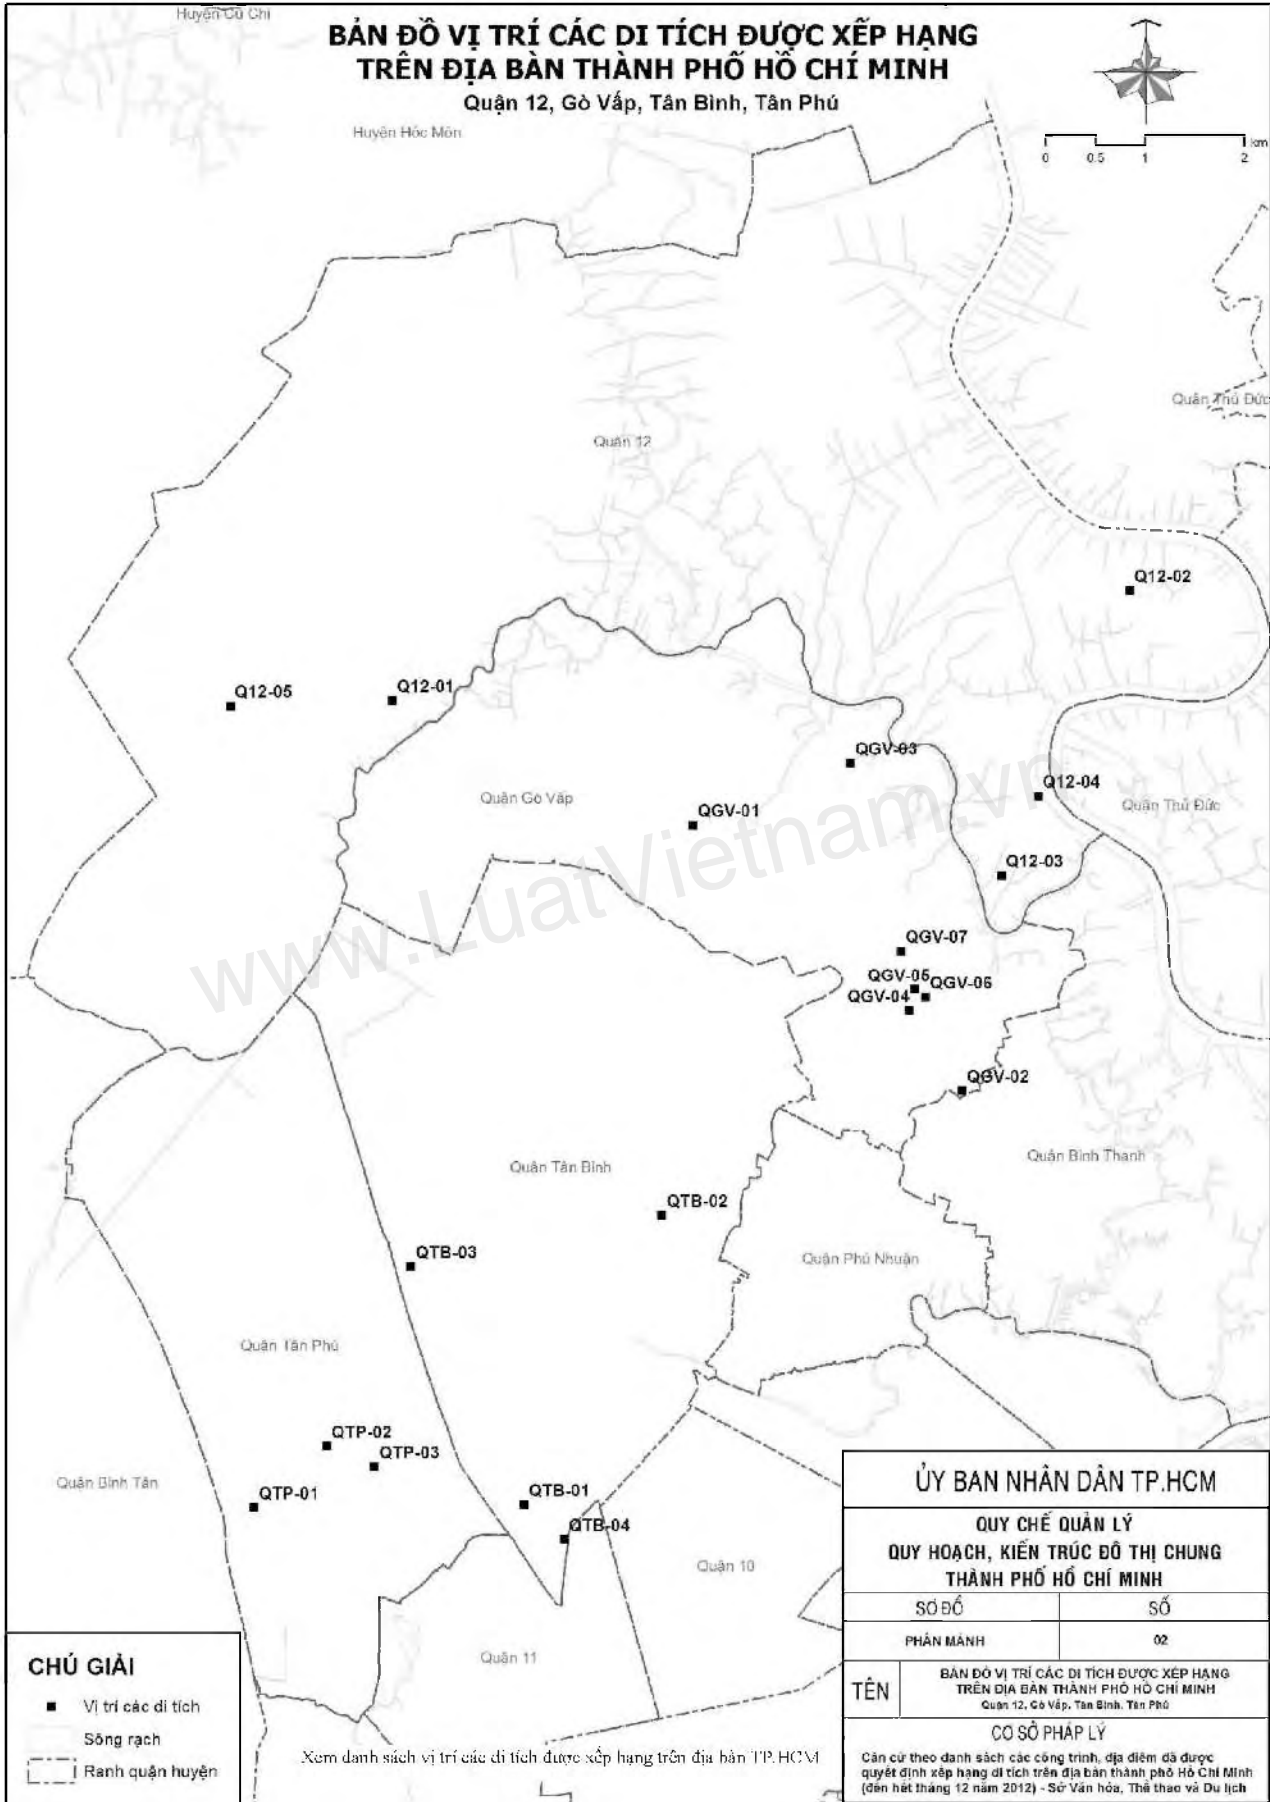 Huyện Củ Chi
BẢN ĐỒ VỊ TRÍ CÁC DI TÍCH ĐƯỢC XẾP HẠNG
TRÊN ĐỊA BÀN THÀNH PHỐ HỒ CHÍ MINH
Quận 12, Gò Vấp, Tân Bình, Tân Phú
Huyện Hóc Môn
km
0 0.5 1 2
Quận Thủ Đức
Quận 12
Q12-02
Q12-05
Q12-01
QGV-03
Q12-04
Quận Gò Vấp
QGV-01
Quận Thủ Đức
Q12-03
www.LuatVietnam.vn
QGV-07
QGV-05
QGV-06
QGV-04
QGV-02
Quận Bình Thạnh
Quận Tân Bình
QTB-02
QTB-03
Quận Phú Nhuận
Quận Tân Phú
QTP-02
QTP-03
Quận Bình Tân
QTP-01
QTB-01
QTB-04
Quận 10
Quận 11
CHÚ GIẢI
Vị trí các di tích
Sông rạch
Ranh quận huyện
Xem danh sách vị trí các di tích được xếp hạng trên địa bàn TP.HCM
ỦY BAN NHÂN DÂN TP.HCM
QUY CHẾ QUẢN LÝ
QUY HOẠCH, KIẾN TRÚC ĐÔ THỊ CHUNG
THÀNH PHỐ HỒ CHÍ MINH
SƠ ĐỒ SỐ
PHÂN MẢNH 02
TÊN
BẢN ĐỒ VỊ TRÍ CÁC DI TÍCH ĐƯỢC XẾP HẠNG
TRÊN ĐỊA BÀN THÀNH PHỐ HỒ CHÍ MINH
Quận 12, Gò Vấp, Tân Bình, Tân Phú
CƠ SỞ PHÁP LÝ
Căn cứ theo danh sách các công trình, địa điểm đã được
quyết định xếp hạng di tích trên địa bàn thành phố Hồ Chí Minh
(đến hết tháng 12 năm 2012) - Sở Văn hóa, Thể thao và Du lịch